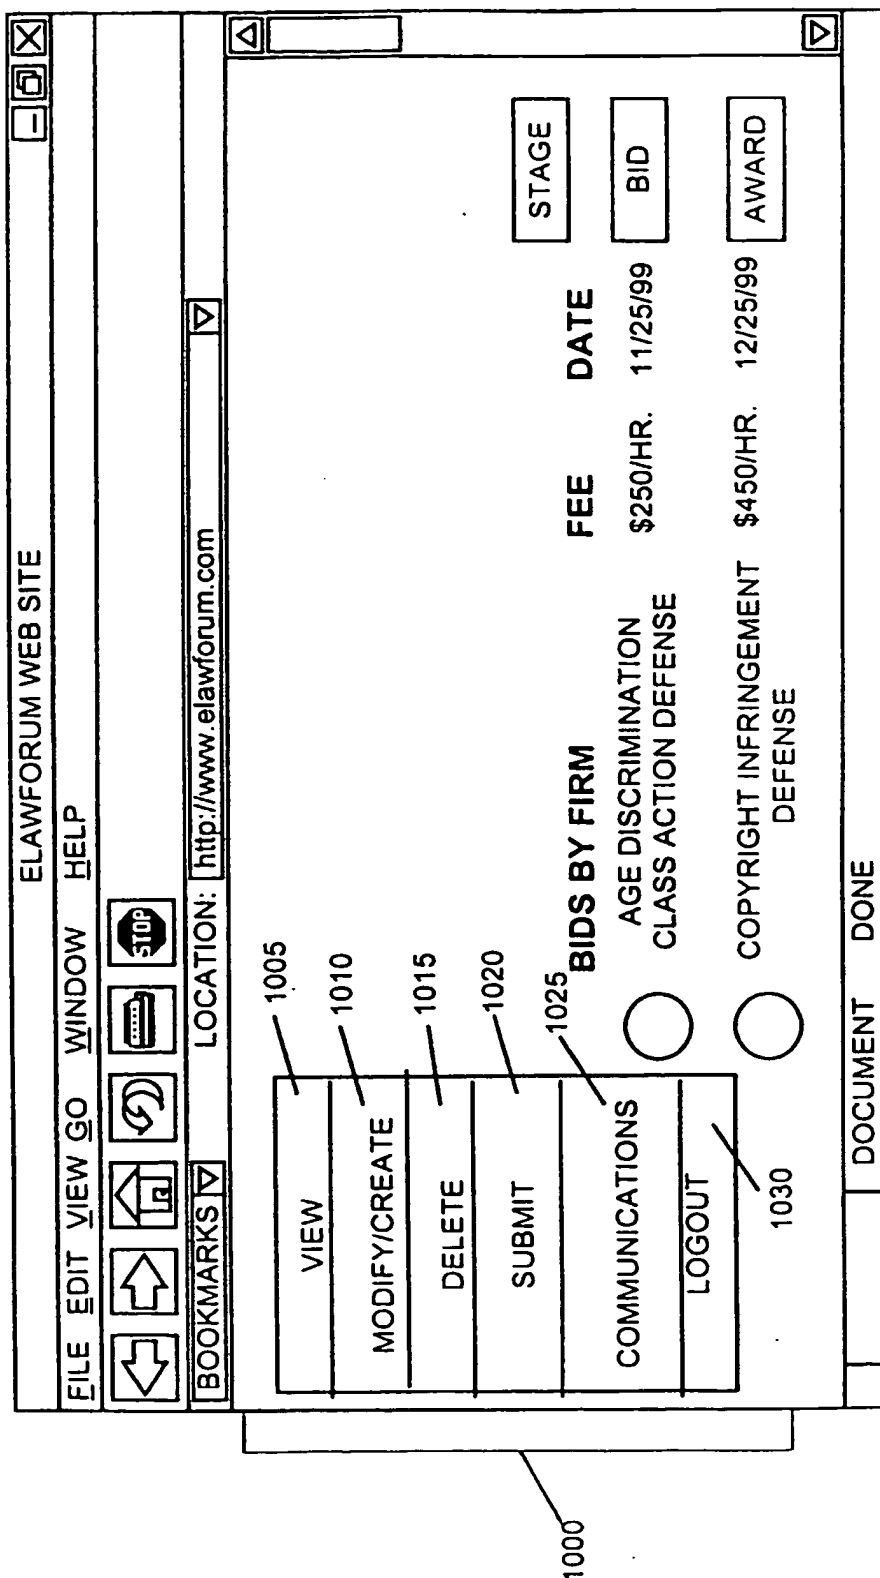 ELAWFORUM WEB SITE
FILE EDIT VIEW GO WINDOW HELP
STOP
BOOKMARKS LOCATION: http://www.elawforum.com
VIEW 1005
MODIFY/CREATE 1010
DELETE 1015
SUBMIT 1020
COMMUNICATIONS 1025
LOGOUT 1030
1000
STAGE
BIDS BY FIRM FEE DATE
AGE DISCRIMINATION CLASS ACTION DEFENSE $250/HR. 11/25/99 BID
COPYRIGHT INFRINGEMENT DEFENSE $450/HR. 12/25/99 AWARD
DOCUMENT DONE